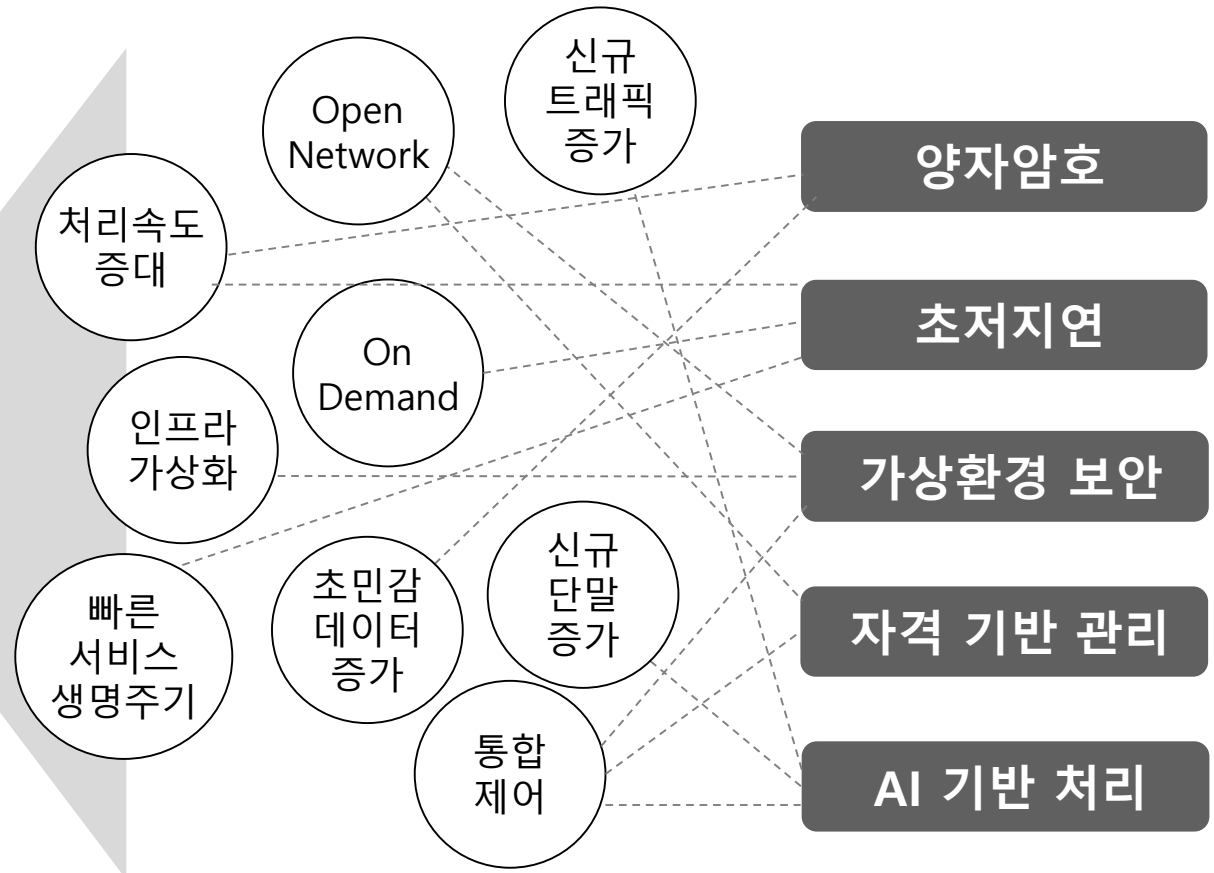 신규
트래픽
증가
Open
Network
처리속도
증대
On
Demand
인프라
가상화
빠른
서비스
생명주기
초민감
데이터
증가
신규
단말
증가
통합
제어
양자암호
초저지연
가상환경 보안
자격 기반 관리
AI 기반 처리